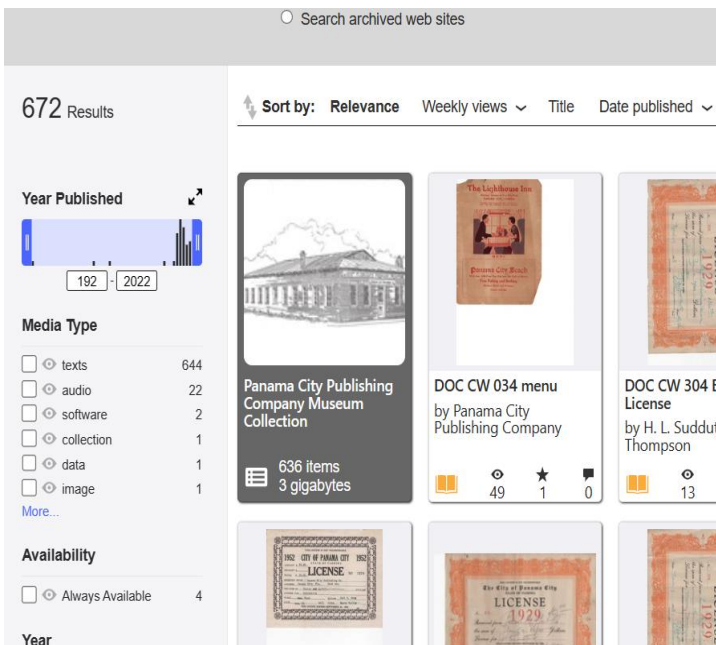 Search archived web sites
672 Results
Sort by: Relevance Weekly views Title Date published
Year Published
192 - 2022
Media Type
texts 644
audio 22
software 2
collection 1
data 1
image 1
More...
Availability
Always Available 4
Year
Panama City Publishing
Company Museum
Collection
636 items
3 gigabytes
The Lighthouse Inn
MENU
Panama City Beach
DOC CW 034 menu
by Panama City
Publishing Company
49 1 0
1929
DOC CW 304 B
License
by H. L. Suddut
Thompson
13
1962 CITY OF PANAMA CITY 1962
LICENSE
The City of Panama City
LICENSE
1929
1929